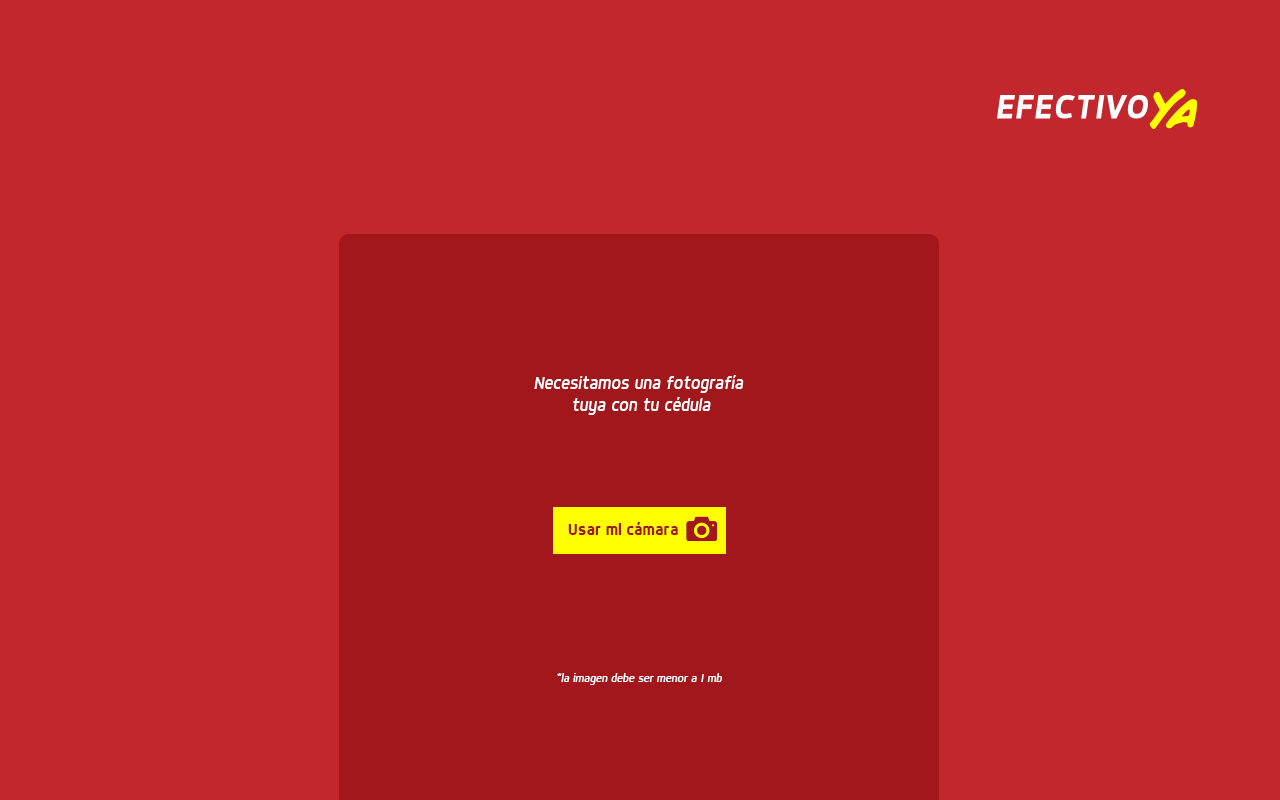 EFECTIVOYA
Necesitamos una fotografía
tuya con tu cédula
Usar mI cámara
*la imagen debe ser menor a 1 mb